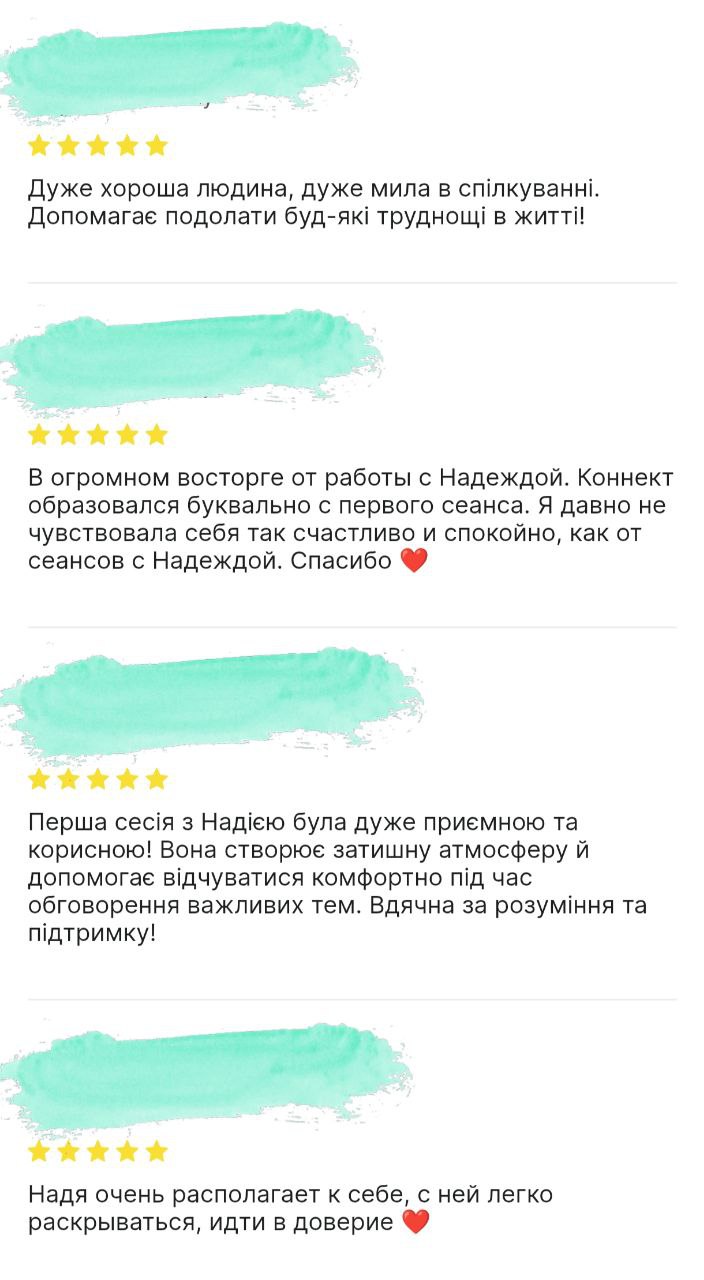 Дуже хороша людина, дуже мила в спілкуванні.
Допомагає подолати буд-які труднощі в житті!
В огромном восторге от работы с Надеждой. Коннект
образовался буквально с первого сеанса. Я давно не
чувствовала себя так счастливо и спокойно, как от
сеансов с Надеждой. Спасибо ❤️
Перша сесія з Надією була дуже приємною та
корисною! Вона створює затишну атмосферу й
допомогає відчуватися комфортно під час
обговорення важливих тем. Вдячна за розуміння та
підтримку!
Надя очень располагает к себе, с ней легко
раскрываться, идти в доверие ❤️